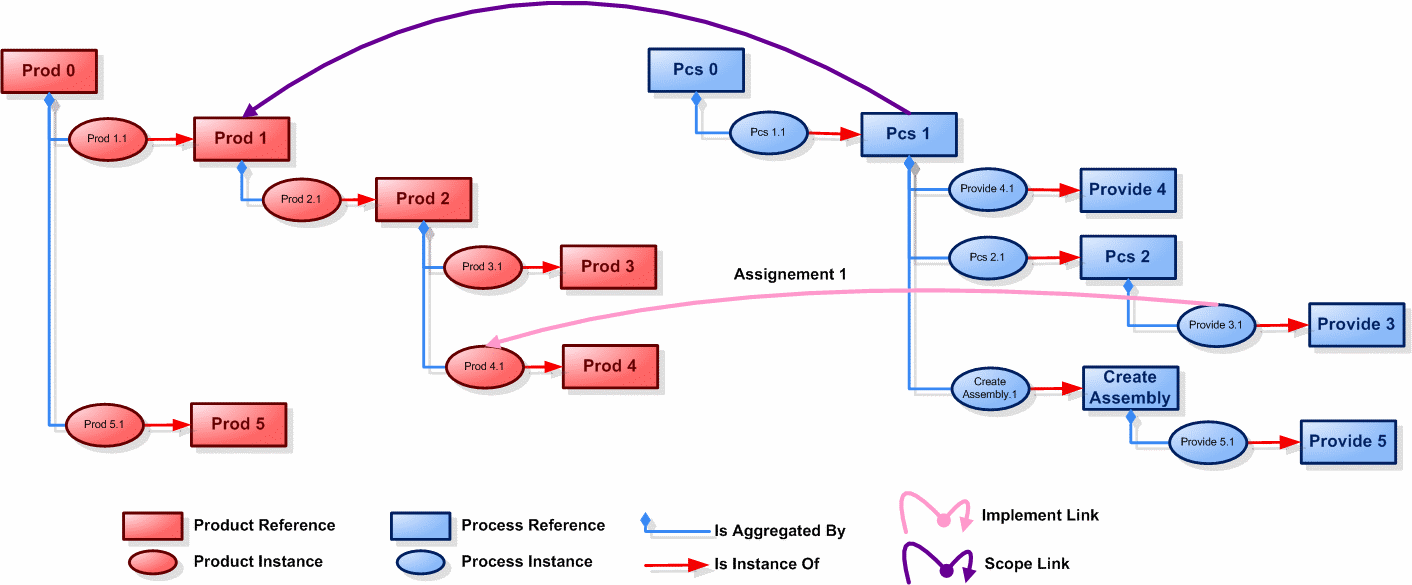 Prod 0
Pcs 0
Prod 1.1
Prod 1
Pcs 1.1
Pcs 1
Prod 2.1
Prod 2
Provide 4.1
Provide 4
Prod 3.1
Prod 3
Pcs 2.1
Pcs 2
Assignement 1
Provide 3.1
Provide 3
Prod 4.1
Prod 4
Create
Assembly.1
Create
Assembly
Prod 5.1
Prod 5
Provide 5.1
Provide 5
Product Reference
Process Reference
Is Aggregated By
Implement Link
Product Instance
Process Instance
Is Instance Of
Scope Link